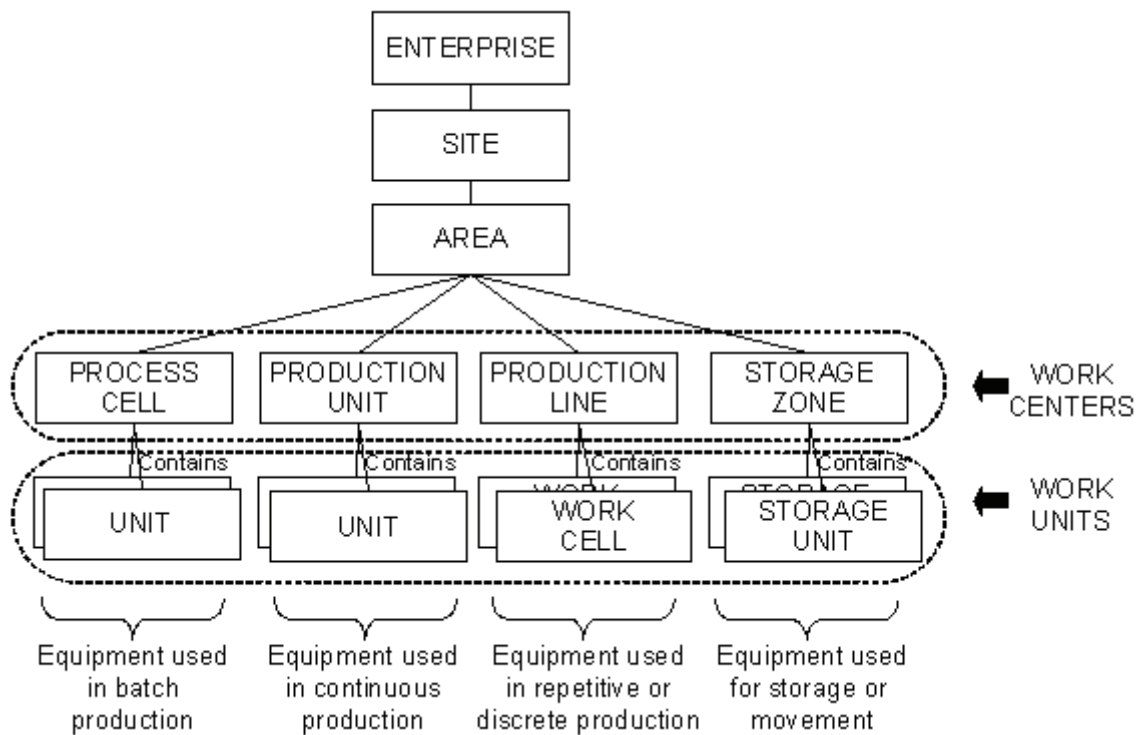 ENTERPRISE
SITE
AREA
PROCESS
CELL
PRODUCTION
UNIT
PRODUCTION
LINE
STORAGE
ZONE
WORK
CENTERS
Contains
Contains
Contains
Contains
WORK
STORAGE
UNIT
UNIT
WORK
CELL
STORAGE
UNIT
WORK
UNITS
Equipment used
in batch
production
Equipment used
in continuous
production
Equipment used
in repetitive or
discrete production
Equipment used
for storage or
movement